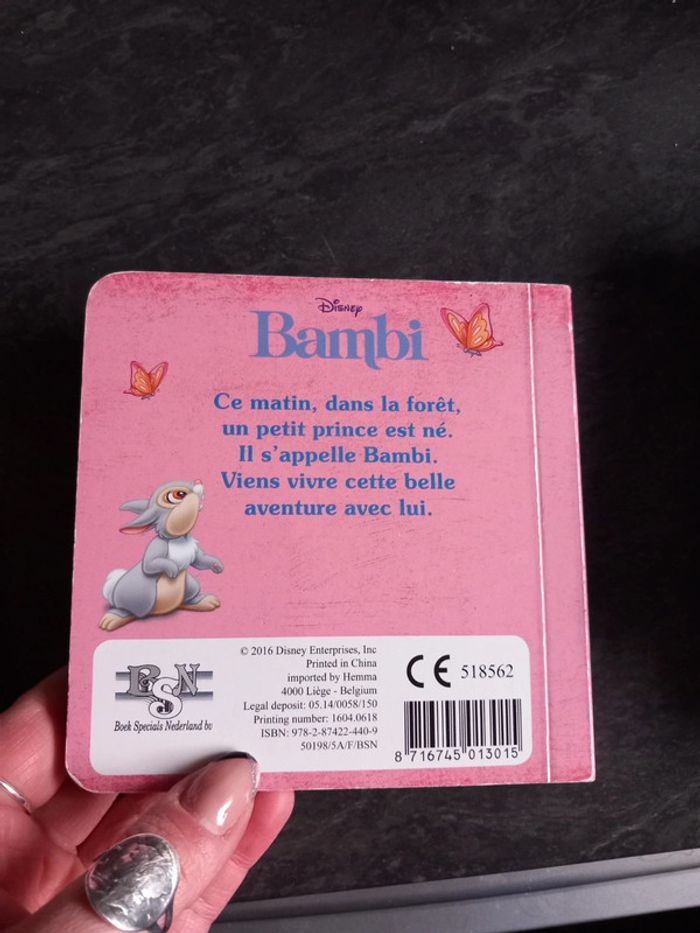 Disney
Bambi
Ce matin, dans la forêt,
un petit prince est né.
Il s'appelle Bambi.
Viens vivre cette belle
aventure avec lui.
BSN
Boek Specials Nederland bv
© 2016 Disney Enterprises, Inc
Printed in China
imported by Hemma
4000 Liège - Belgium
Legal deposit: 05.14/0058/150
Printing number: 1604.0618
ISBN: 978-2-87422-440-9
50198/5A/F/BSN
CE 518562
8 716745 013015